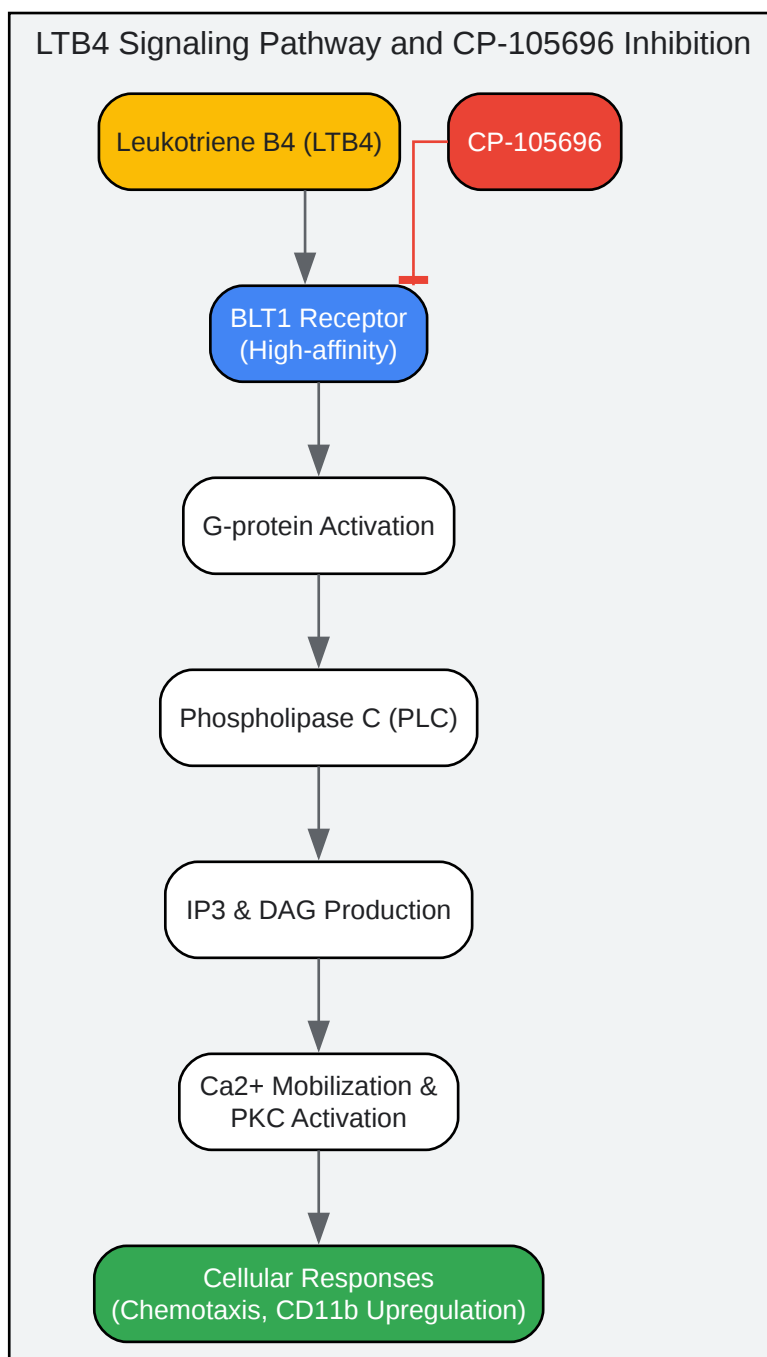 LTB4 Signaling Pathway and CP-105696 Inhibition
Leukotriene B4 (LTB4)
CP-105696
BLT1 Receptor
(High-affinity)
G-protein Activation
Phospholipase C (PLC)
IP3 & DAG Production
Ca2+ Mobilization &
PKC Activation
Cellular Responses
(Chemotaxis, CD11b Upregulation)